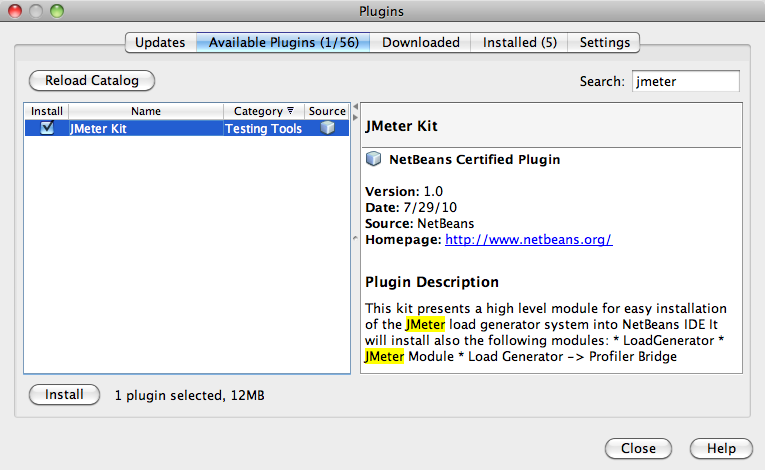 Plugins
Updates Available Plugins (1/56) Downloaded Installed (5) Settings
Reload Catalog Search: jmeter
Install Name Category Source
JMeter Kit Testing Tools
JMeter Kit
NetBeans Certified Plugin
Version: 1.0
Date: 7/29/10
Source: NetBeans
Homepage: http://www.netbeans.org/
Plugin Description
This kit presents a high level module for easy installation
of the JMeter load generator system into NetBeans IDE It
will install also the following modules: * LoadGenerator *
JMeter Module * Load Generator -> Profiler Bridge
Install 1 plugin selected, 12MB
Close Help